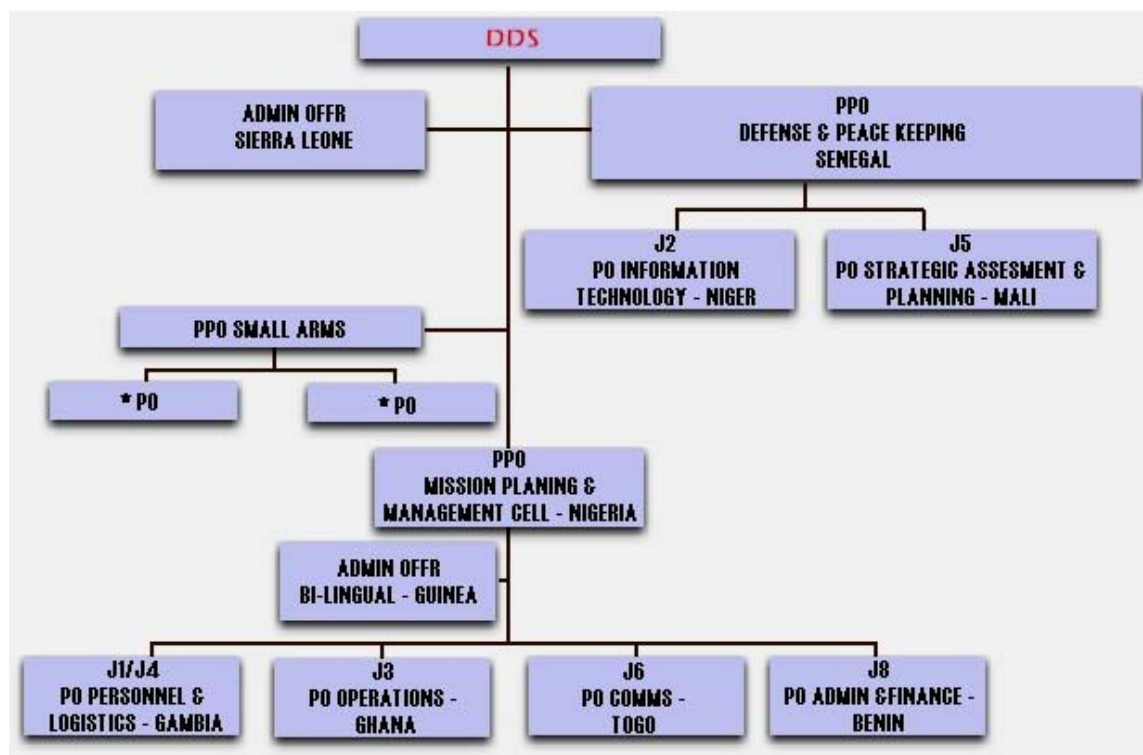 DDS
ADMIN OFFR
SIERRA LEONE
PPO
DEFENSE & PEACE KEEPING
SENEGAL
J2
PO INFORMATION
TECHNOLOGY - NIGER
J5
PO STRATEGIC ASSESMENT &
PLANNING - MALI
PPO SMALL ARMS
* PO
* PO
PPO
MISSION PLANING &
MANAGEMENT CELL - NIGERIA
ADMIN OFFR
BI-LINGUAL - GUINEA
J1/J4
PO PERSONNEL &
LOGISTICS - GAMBIA
J3
PO OPERATIONS -
GHANA
J6
PO COMMS -
TOGO
J8
PO ADMIN &FINANCE -
BENIN